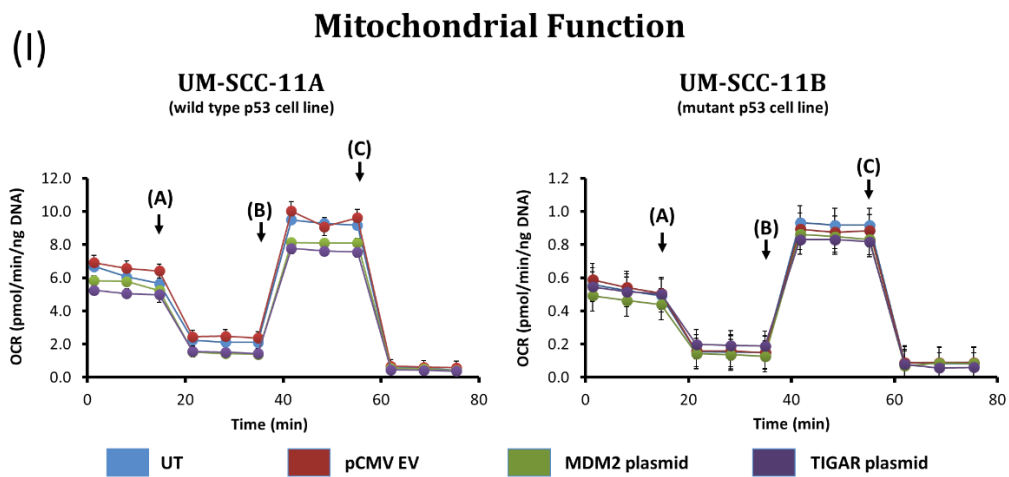 Mitochondrial Function
(I)
UM-SCC-11A
(wild type p53 cell line)
UM-SCC-11B
(mutant p53 cell line)
OCR (pmol/min/ng DNA)
12.0
10.0
8.0
6.0
4.0
2.0
0.0
(A)
(B)
(C)
0 20 40 60 80
Time (min)
OCR (pmol/min/ng DNA)
1.2
1.0
0.8
0.6
0.4
0.2
0.0
(A)
(B)
(C)
0 20 40 60 80
Time (min)
UT pCMV EV MDM2 plasmid TIGAR plasmid